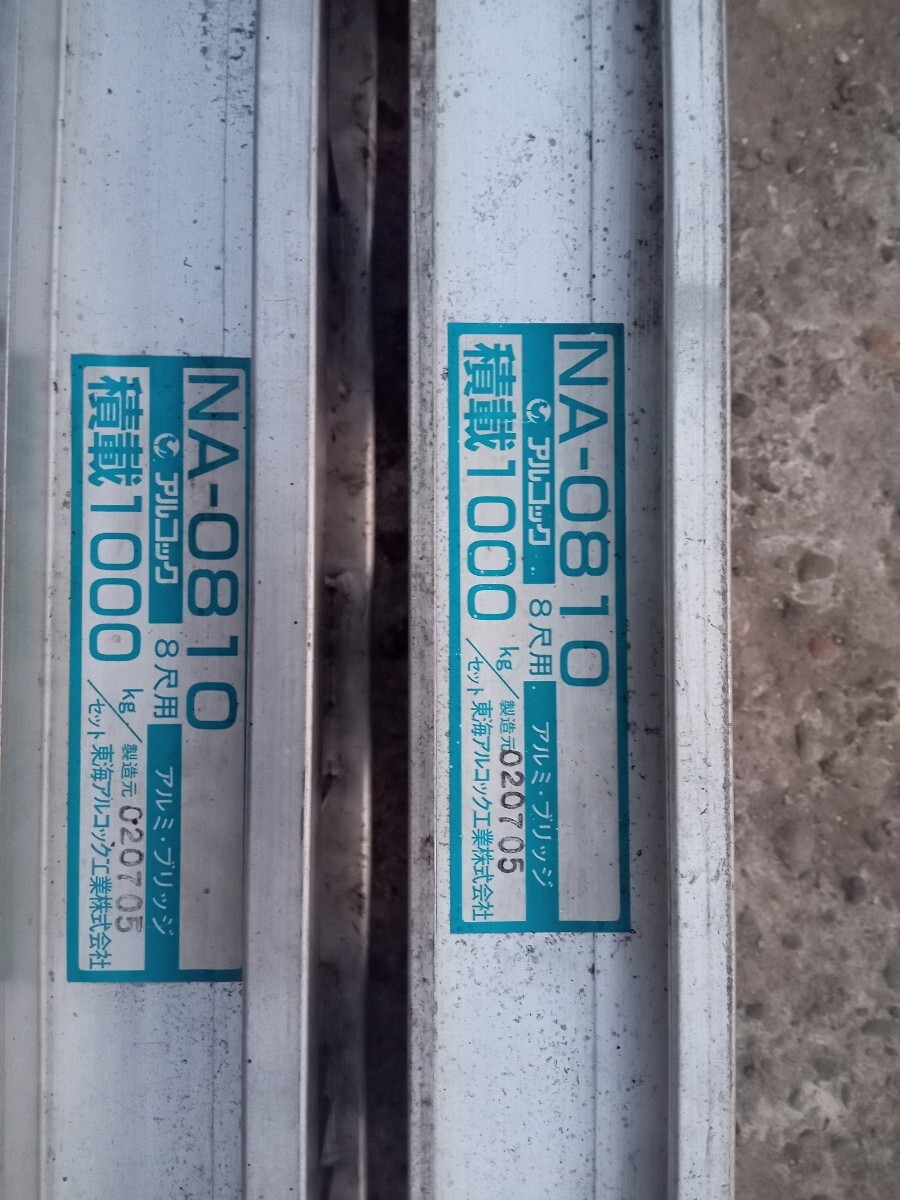 NA-0810
アルコック 8尺用 アルミ・ブリッジ
積載1000kg/セット
製造元 020705
東海アルコック工業株式会社
NA-0810
アルコック 8尺用 アルミ・ブリッジ
積載1000kg/セット
製造元 020705
東海アルコック工業株式会社